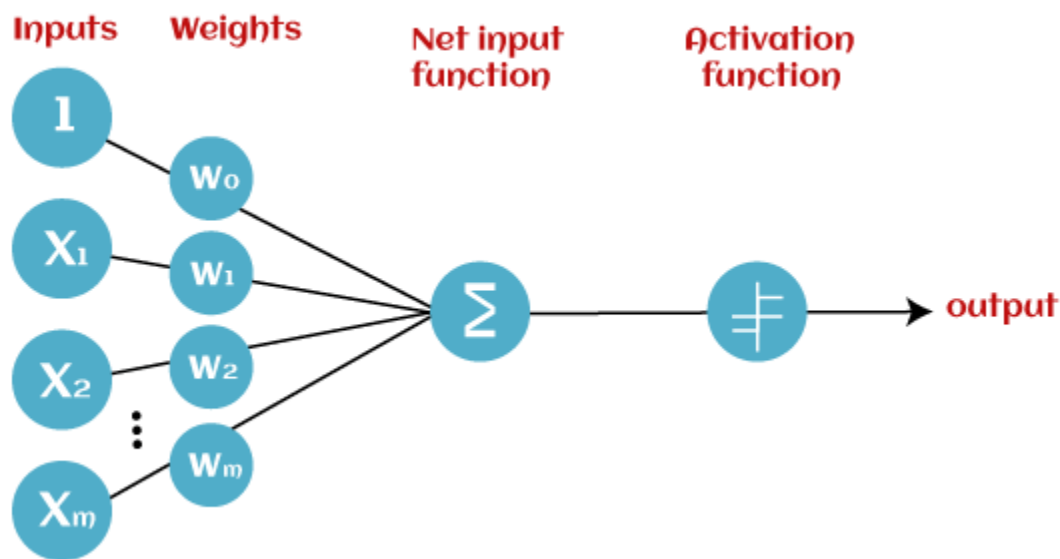 Inputs
Weights
Net input
function
Activation
function
1
W0
X1
W1
Σ
output
X2
W2
Xm
Wm